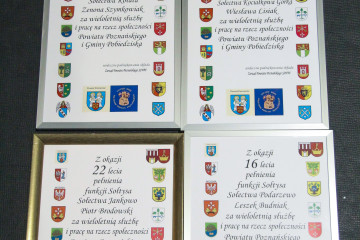 Sołectwa Kołata
Zenona Szymkowiak
za wieloletnią służbę
i pracę na rzecz społeczności
Powiatu Poznańskiego
i Gminy Pobiedziska
Sołectwa Kociałkowa Górka
Wiesława Lisiak
za wieloletnią służbę
i pracę na rzecz społeczności
Powiatu Poznańskiego
i Gminy Pobiedziska
Z okazji
22 lecia
pełnienia
funkcji Sołtysa
Sołectwa Jankowo
Piotr Brodowski
za wieloletnią służbę
i pracę na rzecz społeczności
Z okazji
16 lecia
pełnienia
funkcji Sołtysa
Sołectwa Podarzewo
Leszek Budniak
za wieloletnią służbę
i pracę na rzecz społeczności
Powiatu Poznańskiego